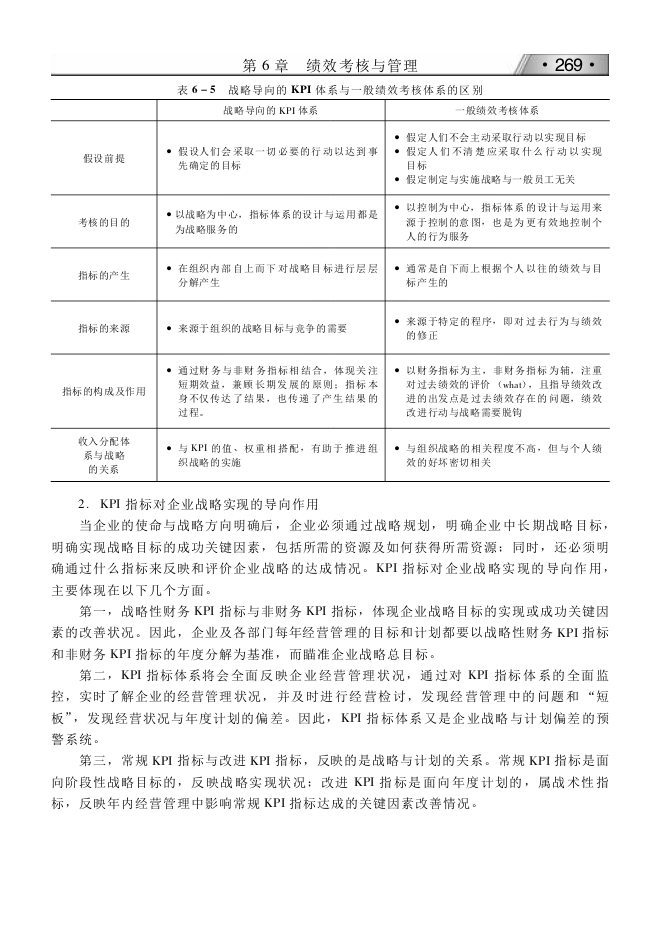 第 6 章　绩效考核与管理
· 269 ·
表 6－5　战略导向的 KPI 体系与一般绩效考核体系的区别
战略导向的 KPI 体系
一般绩效考核体系
假设前提
● 假设人们会采取一切必要的行动以达到事
先确定的目标
● 假定人们不会主动采取行动以实现目标
● 假定人们不清楚应采取什么行动以实现
目标
● 假定制定与实施战略与一般员工无关
考核的目的
● 以战略为中心，指标体系的设计与运用都是
为战略服务的
● 以控制为中心，指标体系的设计与运用来
源于控制的意图，也是为更有效地控制个
人的行为服务
指标的产生
● 在组织内部自上而下对战略目标进行层层
分解产生
● 通常是自下而上根据个人以往的绩效与目
标产生的
指标的来源
● 来源于组织的战略目标与竞争的需要
● 来源于特定的程序，即对过去行为与绩效
的修正
指标的构成及作用
● 通过财务与非财务指标相结合，体现关注
短期效益，兼顾长期发展的原则；指标本
身不仅传达了结果，也传递了产生结果的
过程。
● 以财务指标为主，非财务指标为辅，注重
对过去绩效的评价（what），且指导绩效改
进的出发点是过去绩效存在的问题，绩效
改进行动与战略需要脱钩
收入分配体
系与战略
的关系
● 与 KPI 的值、权重相搭配，有助于推进组
织战略的实施
● 与组织战略的相关程度不高，但与个人绩
效的好坏密切相关
2．KPI 指标对企业战略实现的导向作用
当企业的使命与战略方向明确后，企业必须通过战略规划，明确企业中长期战略目标，
明确实现战略目标的成功关键因素，包括所需的资源及如何获得所需资源；同时，还必须明
确通过什么指标来反映和评价企业战略的达成情况。KPI 指标对企业战略实现的导向作用，
主要体现在以下几个方面。
第一，战略性财务 KPI 指标与非财务 KPI 指标，体现企业战略目标的实现或成功关键因
素的改善状况。因此，企业及各部门每年经营管理的目标和计划都要以战略性财务 KPI 指标
和非财务 KPI 指标的年度分解为基准，而瞄准企业战略总目标。
第二，KPI 指标体系将会全面反映企业经营管理状况，通过对 KPI 指标体系的全面监
控，实时了解企业的经营管理状况，并及时进行经营检讨，发现经营管理中的问题和“短
板”，发现经营状况与年度计划的偏差。因此，KPI 指标体系又是企业战略与计划偏差的预
警系统。
第三，常规 KPI 指标与改进 KPI 指标，反映的是战略与计划的关系。常规 KPI 指标是面
向阶段性战略目标的，反映战略实现状况；改进 KPI 指标是面向年度计划的，属战术性指
标，反映年内经营管理中影响常规 KPI 指标达成的关键因素改善情况。